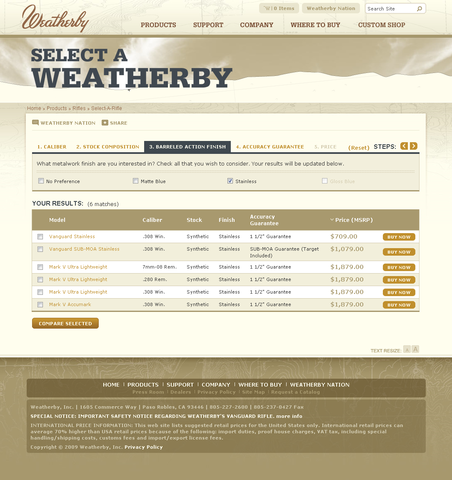 Weatherby
0 Items
Weatherby Nation
Search Site
PRODUCTS SUPPORT COMPANY WHERE TO BUY CUSTOM SHOP
SELECT A
WEATHERBY
Home » Products » Rifles » Select-A-Rifle
WEATHERBY NATION SHARE
1. CALIBER 2. STOCK COMPOSITION 3. BARRELED ACTION FINISH 4. ACCURACY GUARANTEE 5. PRICE (Reset) STEPS:
What metalwork finish are you interested in? Check all that you wish to consider. Your results will be updated below.
No Preference Matte Blue Stainless
YOUR RESULTS: (6 matches)
Model Caliber Stock Finish Accuracy Guarantee Price (MSRP)
Vanguard Stainless .308 Win. Synthetic Stainless 1 1/2" Guarantee $709.00 BUY NOW
Vanguard SUB-MOA Stainless .308 Win. Synthetic Stainless SUB-MOA Guarantee (Target Included) $1,079.00 BUY NOW
Mark V Ultra Lightweight 7mm-08 Rem. Synthetic Stainless 1 1/2" Guarantee $1,879.00 BUY NOW
Mark V Ultra Lightweight .280 Rem. Synthetic Stainless 1 1/2" Guarantee $1,879.00 BUY NOW
Mark V Ultra Lightweight .308 Win. Synthetic Stainless 1 1/2" Guarantee $1,879.00 BUY NOW
Mark V Accumark .308 Win. Synthetic Stainless 1 1/2" Guarantee $1,879.00 BUY NOW
COMPARE SELECTED
TEXT RESIZE - A
HOME | PRODUCTS | SUPPORT | COMPANY | WHERE TO BUY | WEATHERBY NATION
Press Room | Dealers | Privacy Policy | Site Map | Request a Catalog
Weatherby, Inc. | 1605 Commerce Way | Paso Robles, CA 93446 | 805-227-2600 | 805-237-0427 Fax
SPECIAL NOTICE: IMPORTANT SAFETY NOTICE REGARDING WEATHERBY'S VANGUARD RIFLE. more info
INTERNATIONAL PRICE INFORMATION: This web site lists suggested retail prices for the United States only. International retail prices can
average 70% higher than USA retail prices because of the following: import duties, proof house charges, VAT tax, including special
handling/shipping costs, customs fees and import/export license fees.
Copyright © 2009 Weatherby, Inc. Privacy Policy